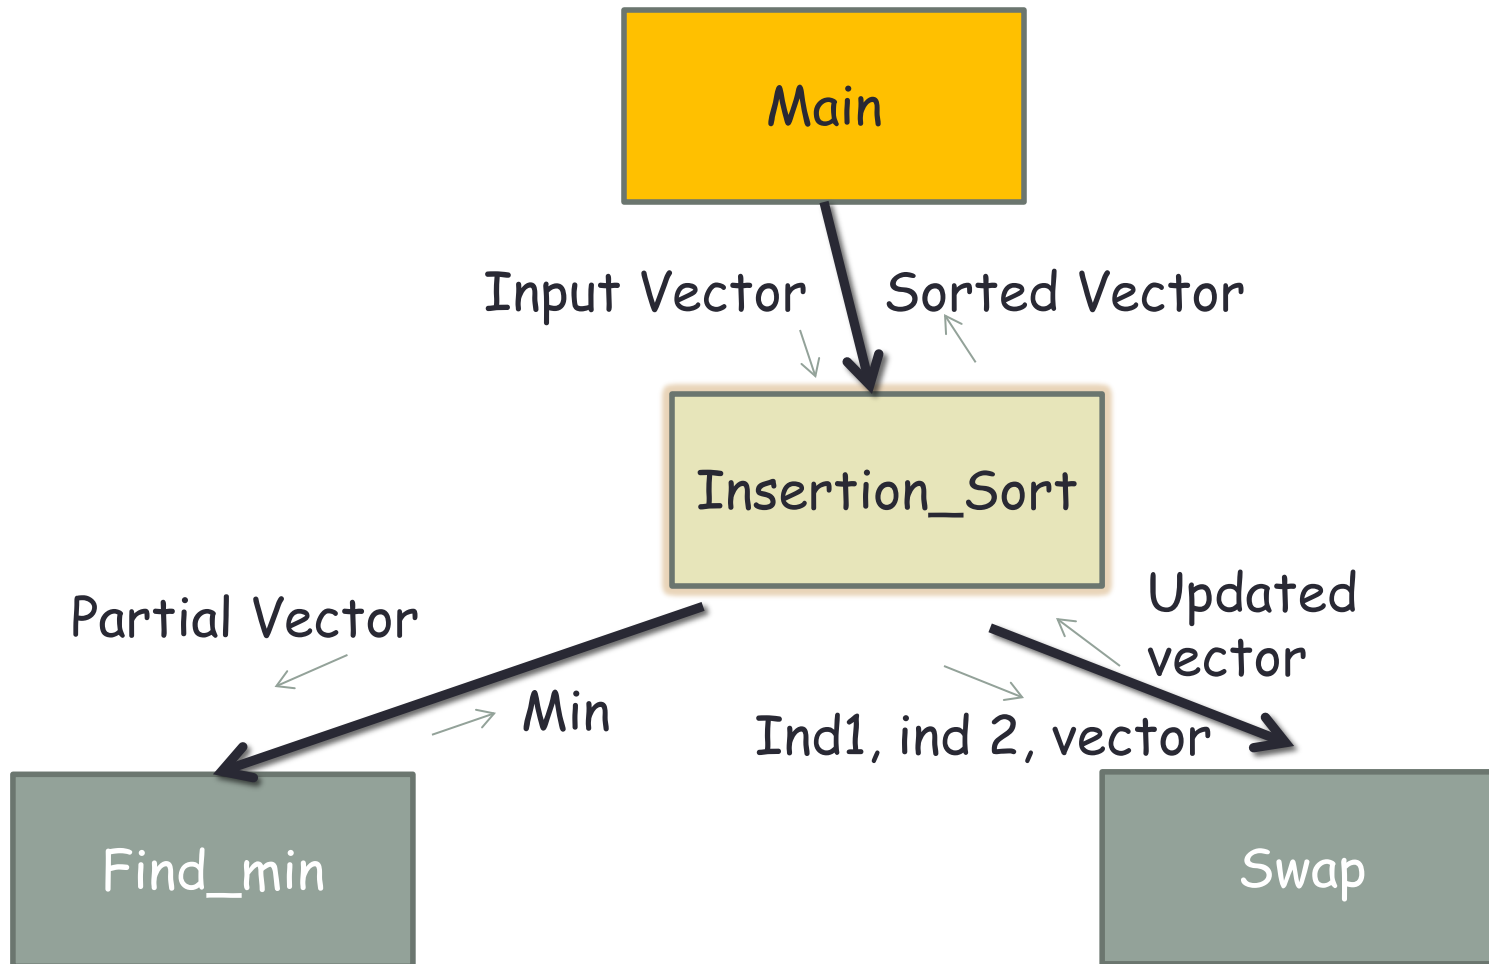 Main
Input Vector
Sorted Vector
Insertion_Sort
Partial Vector
Min
Updated
vector
Ind1, ind 2, vector
Find_min
Swap